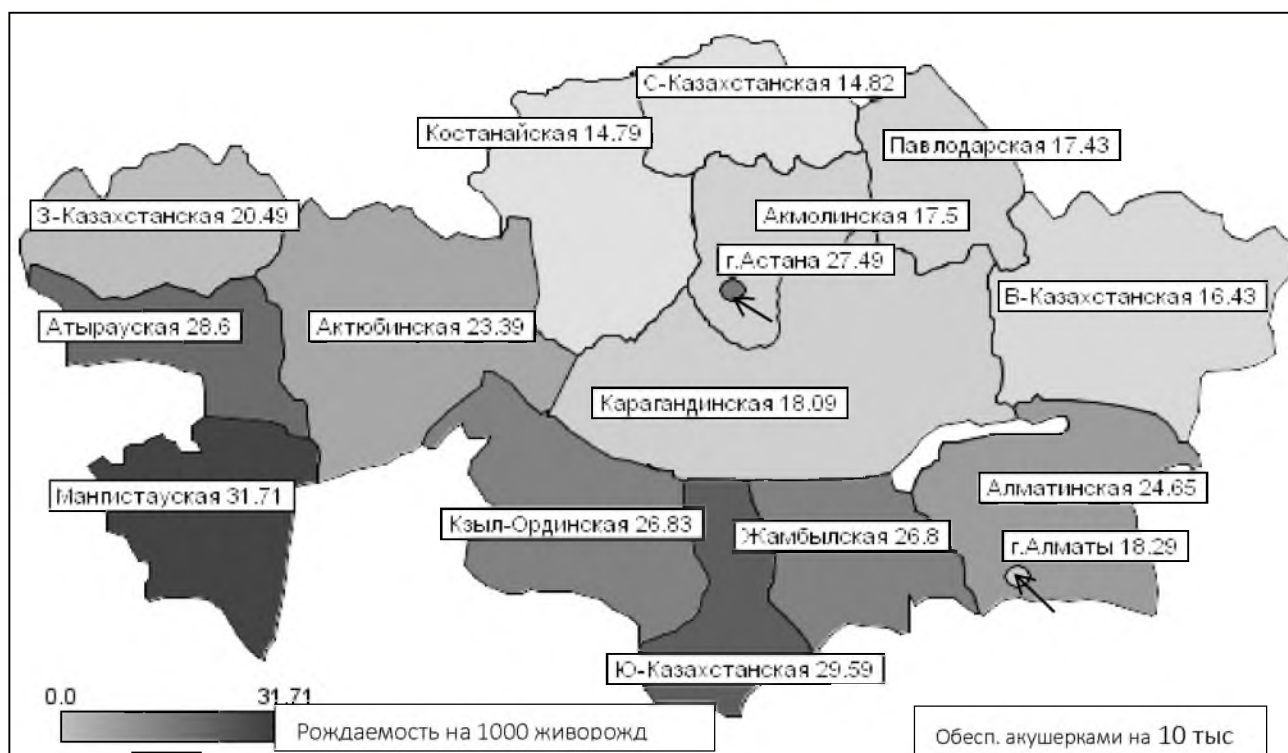 С-Казахстанская 14.82
Костанайская 14.79
Павлодарская 17.43
З-Казахстанская 20.49
Акмолинская 17.5
г.Астана 27.49
В-Казахстанская 16.43
Атырауская 28.6
Актюбинская 23.39
Карагандинская 18.09
Мангистауская 31.71
Алматинская 24.65
Кзыл-Ординская 26.83
Жамбылская 26.8
г.Алматы 18.29
Ю-Казахстанская 29.59
0.0 31.71
Рождаемость на 1000 живорожд
Обесп. акушерками на 10 тыс